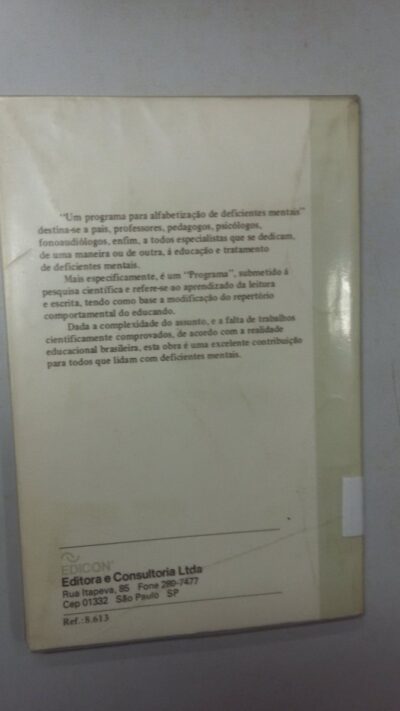 "Um programa para alfabetização de deficientes mentais"
destina-se a pais, professores, pedagogos, psicólogos,
fonoaudiólogos, enfim, a todos especialistas que se dedicam,
de uma maneira ou de outra, à educação e tratamento
de deficientes mentais.
Mais especificamente, é um "Programa", submetido à
pesquisa científica e refere-se ao aprendizado da leitura
e escrita, tendo como base a modificação do repertório
comportamental do educando.
Dada a complexidade do assunto, e a falta de trabalhos
cientificamente comprovados, de acordo com a realidade
educacional brasileira, esta obra é uma excelente contribuição
para todos que lidam com deficientes mentais.
EDICON
Editora e Consultoria Ltda
Rua Itapeva, 85 Fone 289-7477
Cep 01332 São Paulo SP
Ref.: 8.613